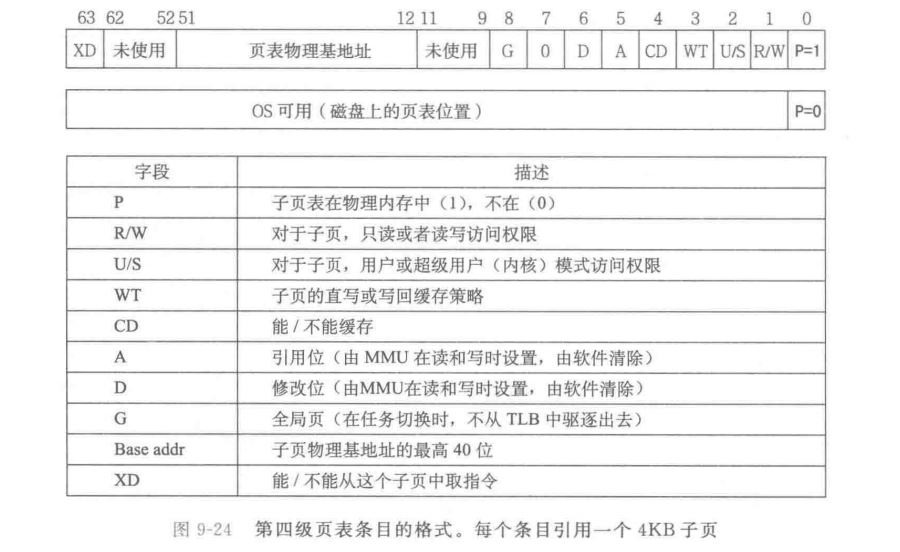 63 62 52 51 12 11 9 8 7 6 5 4 3 2 1 0
XD 未使用 页表物理基地址 未使用 G 0 D A CD WT U/S R/W P=1
OS可用（磁盘上的页表位置） P=0
字段 描述
P 子页表在物理内存中（1），不在（0）
R/W 对于子页，只读或者读写访问权限
U/S 对于子页，用户或超级用户（内核）模式访问权限
WT 子页的直写或写回缓存策略
CD 能/不能缓存
A 引用位（由 MMU 在读和写时设置，由软件清除）
D 修改位（由MMU在读和写时设置，由软件清除）
G 全局页（在任务切换时，不从 TLB 中驱逐出去）
Base addr 子页物理基地址的最高 40 位
XD 能/不能从这个子页中取指令
图 9-24 第四级页表条目的格式。每个条目引用一个 4KB 子页